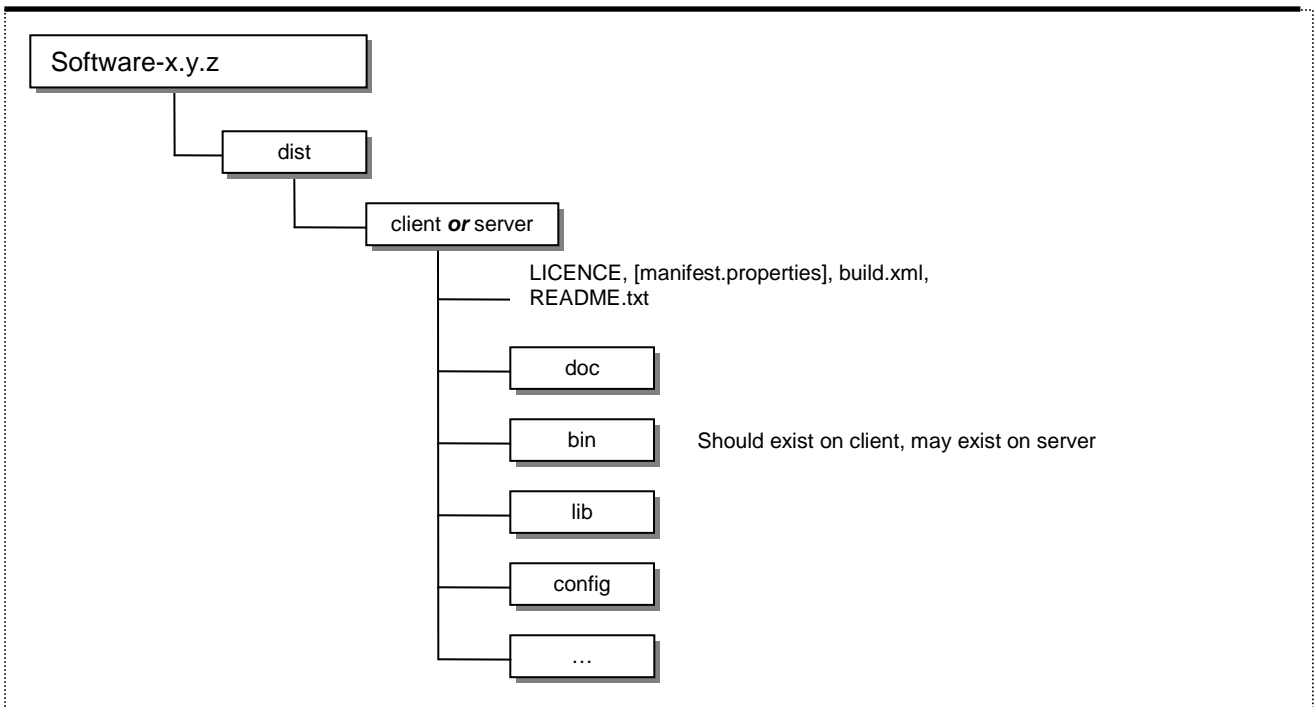 Software-x.y.z
dist
client or server
LICENCE, [manifest.properties], build.xml,
README.txt
doc
bin
Should exist on client, may exist on server
lib
config
…